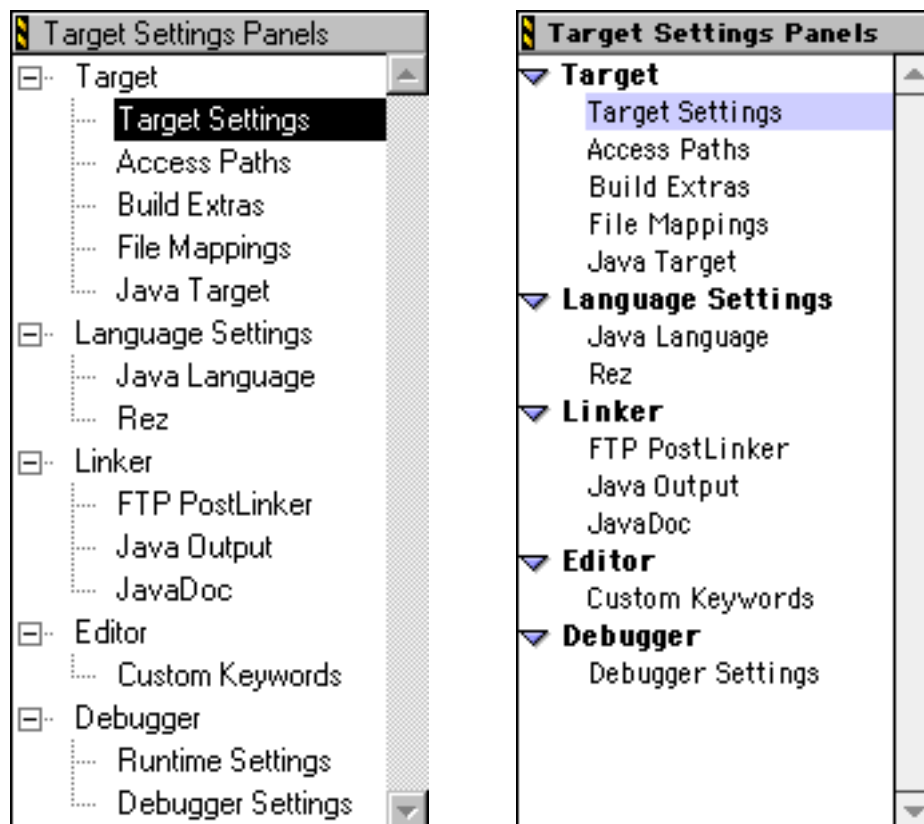 Target Settings Panels
Target
Target Settings
Access Paths
Build Extras
File Mappings
Java Target
Language Settings
Java Language
Rez
Linker
FTP PostLinker
Java Output
JavaDoc
Editor
Custom Keywords
Debugger
Runtime Settings
Debugger Settings
Target Settings Panels
Target
Target Settings
Access Paths
Build Extras
File Mappings
Java Target
Language Settings
Java Language
Rez
Linker
FTP PostLinker
Java Output
JavaDoc
Editor
Custom Keywords
Debugger
Debugger Settings